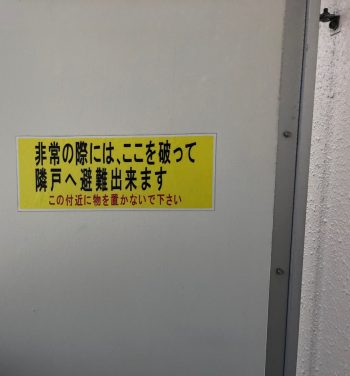 非常の際には、ここを破って
隣戸へ避難出来ます
この付近に物を置かないで下さい